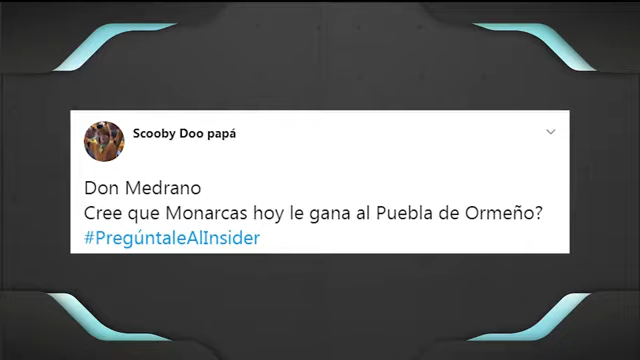 Scooby Doo papá
Don Medrano
Cree que Monarcas hoy le gana al Puebla de Ormeño?
#PregúntaleAlInsider